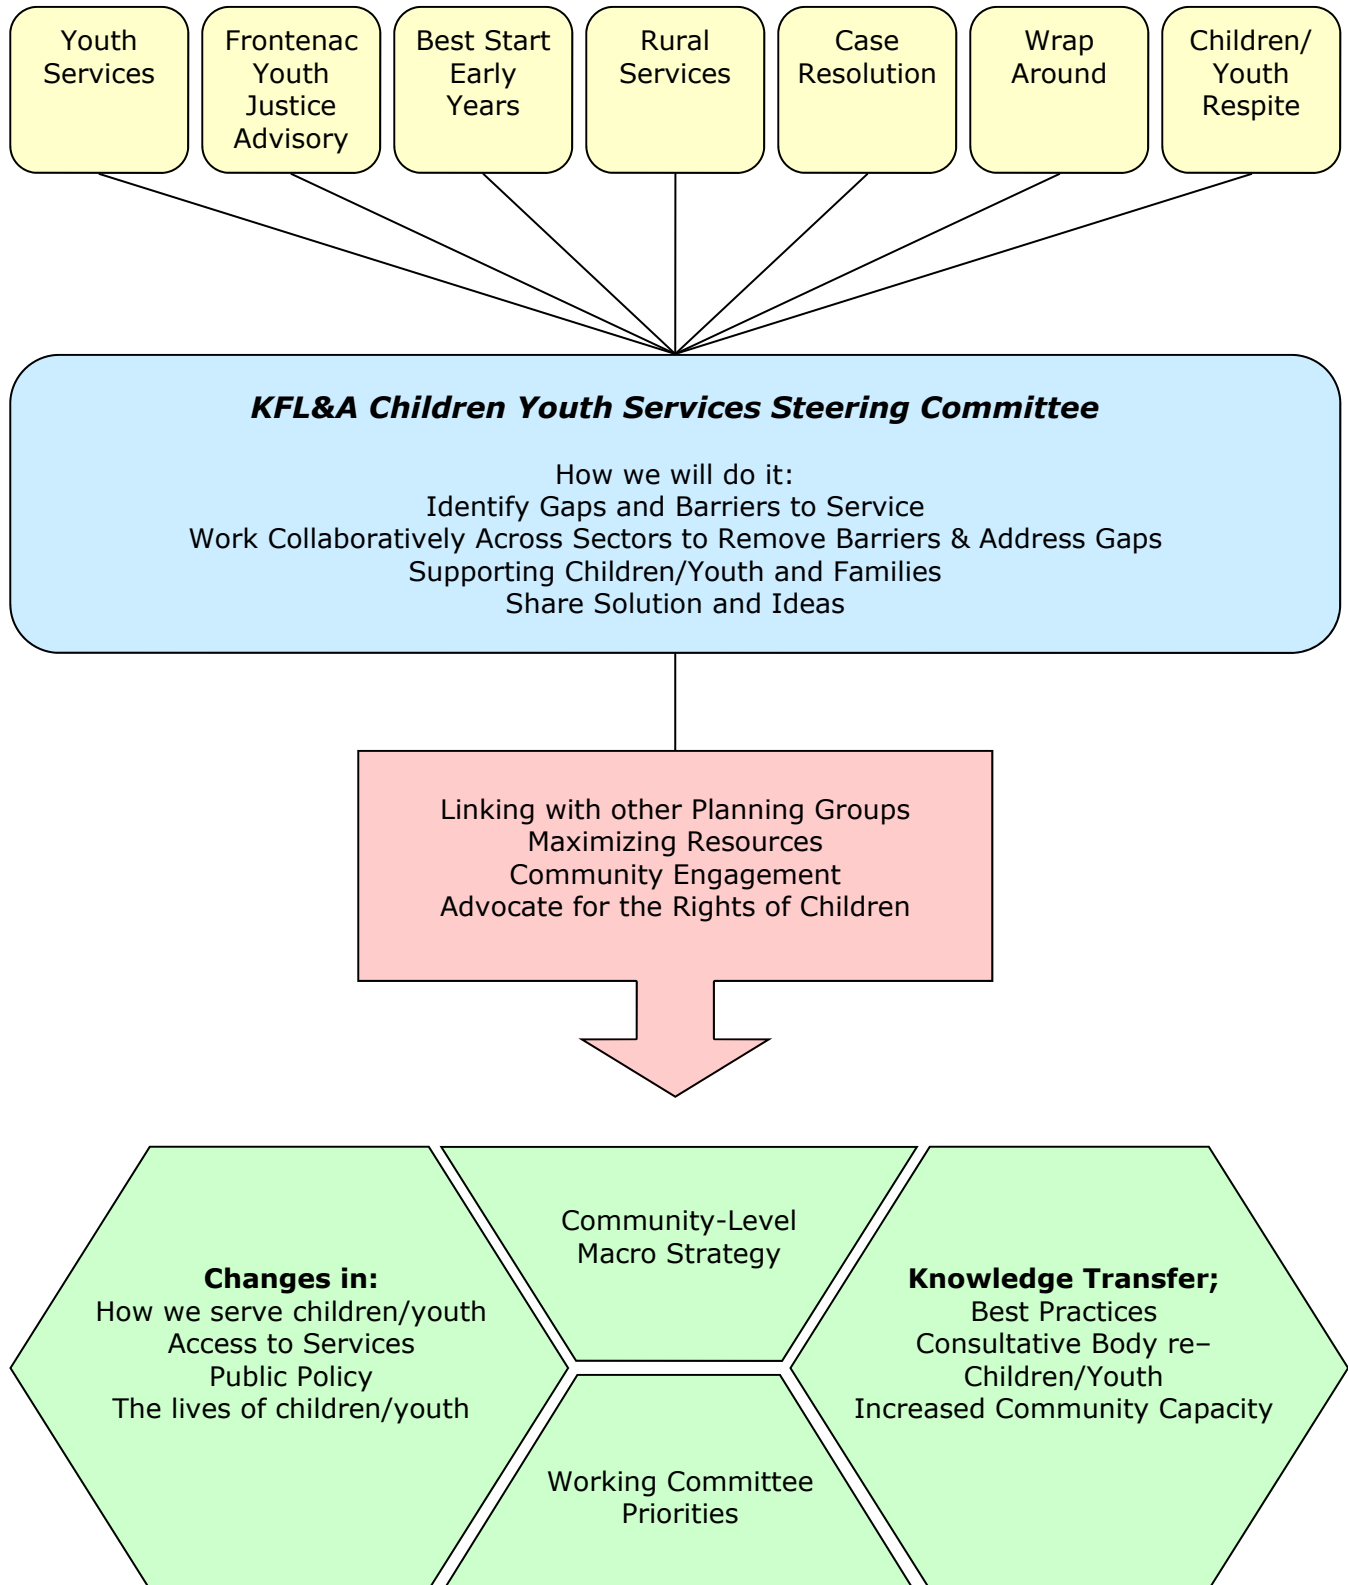 Youth
Services
Frontenac
Youth
Justice
Advisory
Best Start
Early
Years
Rural
Services
Case
Resolution
Wrap
Around
Children/
Youth
Respite
KFL&A Children Youth Services Steering Committee
How we will do it:
Identify Gaps and Barriers to Service
Work Collaboratively Across Sectors to Remove Barriers & Address Gaps
Supporting Children/Youth and Families
Share Solution and Ideas
Linking with other Planning Groups
Maximizing Resources
Community Engagement
Advocate for the Rights of Children
Changes in:
How we serve children/youth
Access to Services
Public Policy
The lives of children/youth
Community-Level
Macro Strategy
Working Committee
Priorities
Knowledge Transfer;
Best Practices
Consultative Body re–
Children/Youth
Increased Community Capacity